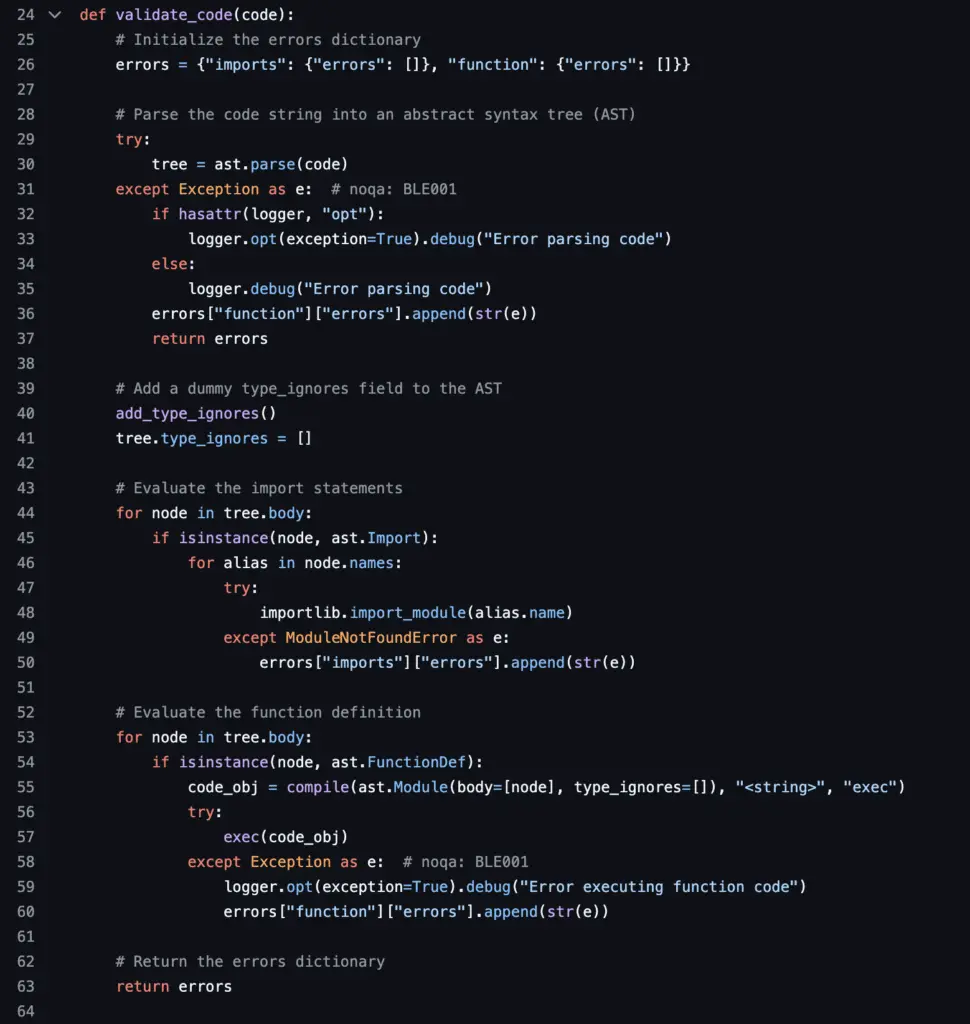 24 def validate_code(code):
25     # Initialize the errors dictionary
26     errors = {"imports": {"errors": []}, "function": {"errors": []}}
27
28     # Parse the code string into an abstract syntax tree (AST)
29     try:
30         tree = ast.parse(code)
31     except Exception as e:  # noqa: BLE001
32         if hasattr(logger, "opt"):
33             logger.opt(exception=True).debug("Error parsing code")
34         else:
35             logger.debug("Error parsing code")
36         errors["function"]["errors"].append(str(e))
37         return errors
38
39     # Add a dummy type_ignores field to the AST
40     add_type_ignores()
41     tree.type_ignores = []
42
43     # Evaluate the import statements
44     for node in tree.body:
45         if isinstance(node, ast.Import):
46             for alias in node.names:
47                 try:
48                     importlib.import_module(alias.name)
49                 except ModuleNotFoundError as e:
50                     errors["imports"]["errors"].append(str(e))
51
52     # Evaluate the function definition
53     for node in tree.body:
54         if isinstance(node, ast.FunctionDef):
55             code_obj = compile(ast.Module(body=[node], type_ignores=[]), "<string>", "exec")
56             try:
57                 exec(code_obj)
58             except Exception as e:  # noqa: BLE001
59                 logger.opt(exception=True).debug("Error executing function code")
60                 errors["function"]["errors"].append(str(e))
61
62     # Return the errors dictionary
63     return errors
64